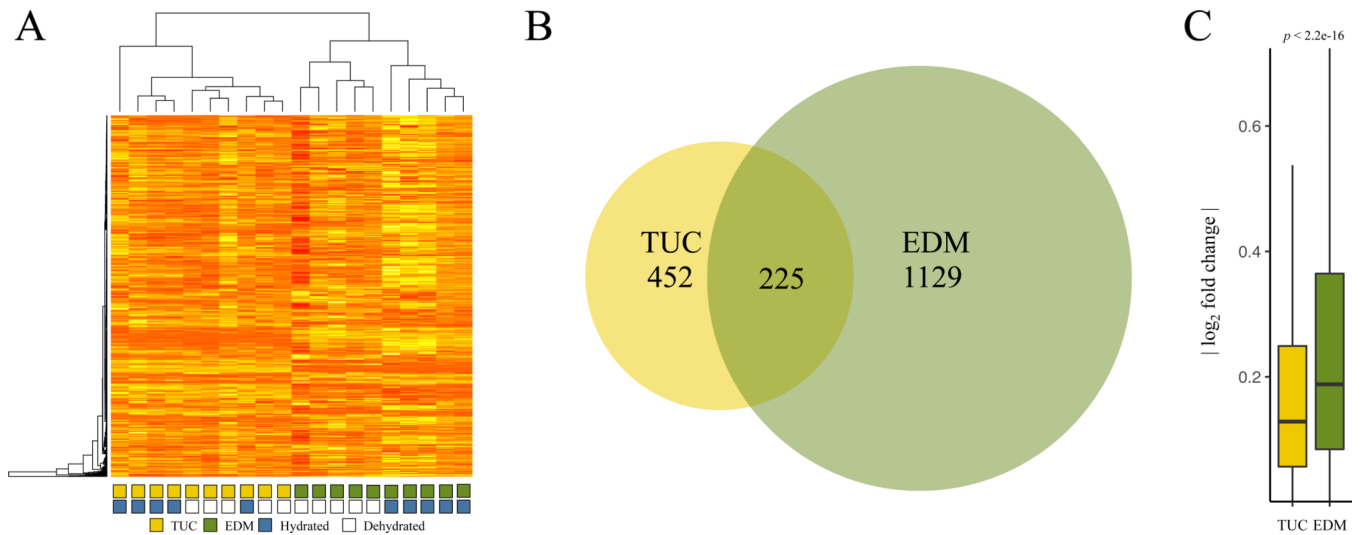 A
TUC
EDM
Hydrated
Dehydrated
B
TUC
452
225
EDM
1129
C
p < 2.2e-16
| log2 fold change |
0.6
0.4
0.2
TUC
EDM